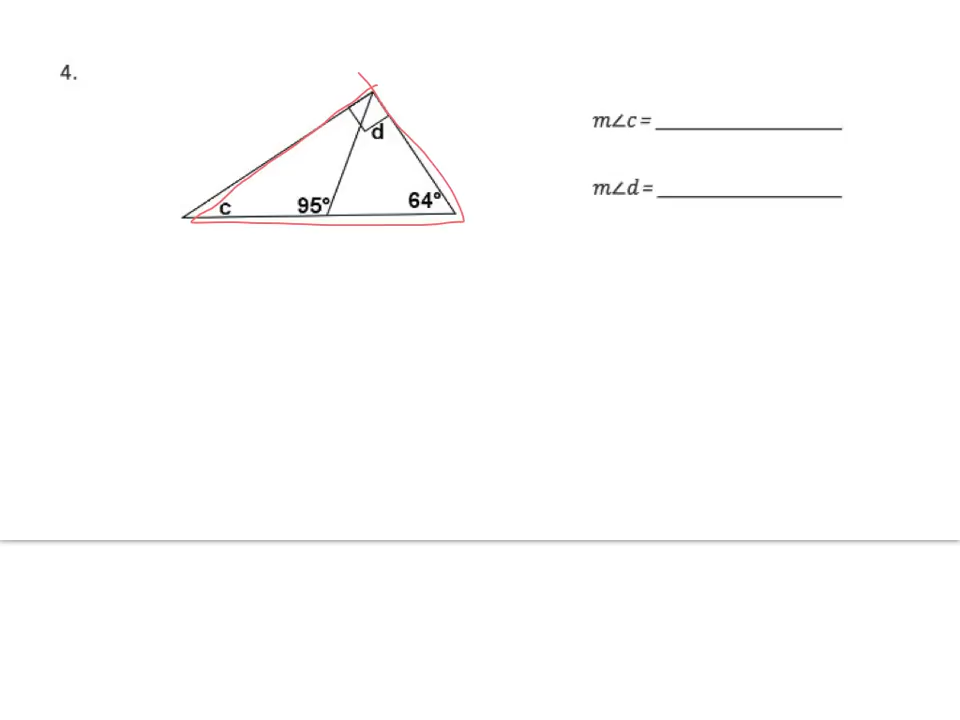 4.
m∠c =
d
m∠d =
c 95° 64°